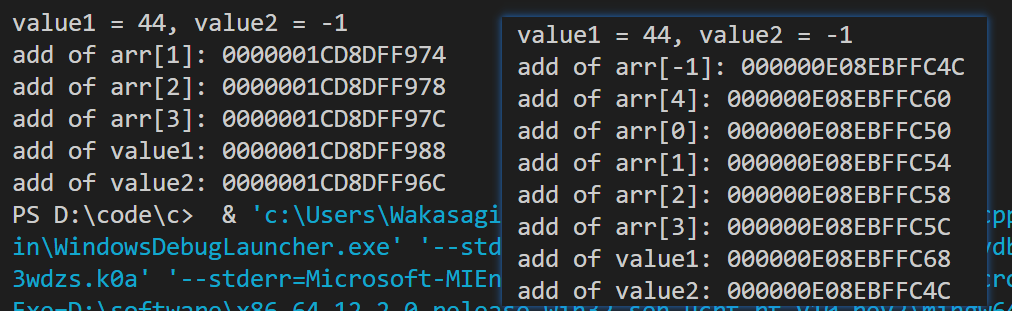 value1 = 44, value2 = -1
add of arr[1]: 0000001CD8DFF974
add of arr[2]: 0000001CD8DFF978
add of arr[3]: 0000001CD8DFF97C
add of value1: 0000001CD8DFF988
add of value2: 0000001CD8DFF96C
PS D:\code\c>  & 'c:\Users\Wakasagi
in\WindowsDebugLauncher.exe' '--std
3wdzs.k0a' '--stderr=Microsoft-MIEn
value1 = 44, value2 = -1
add of arr[-1]: 000000E08EBFFC4C
add of arr[4]: 000000E08EBFFC60
add of arr[0]: 000000E08EBFFC50
add of arr[1]: 000000E08EBFFC54
add of arr[2]: 000000E08EBFFC58
add of arr[3]: 000000E08EBFFC5C
add of value1: 000000E08EBFFC68
add of value2: 000000E08EBFFC4C